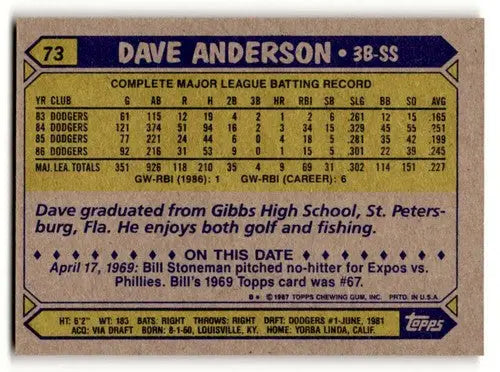 73 DAVE ANDERSON • 3B-SS
COMPLETE MAJOR LEAGUE BATTING RECORD
YR CLUB G AB R H 2B 3B HR RBI SB SLG BB SO AVG
83 DODGERS 61 115 12 19 4 2 1 2 6 .261 12 15 .165
84 DODGERS 121 374 51 94 16 2 3 34 15 .329 45 55 .251
85 DODGERS 77 221 24 44 6 0 4 18 5 .281 35 42 .199
86 DODGERS 92 216 31 53 9 0 1 15 5 .302 22 39 .245
MAJ. LEA. TOTALS 351 926 118 210 35 4 9 69 31 .302 114 151 .227
GW-RBI (1986): 1 GW-RBI (CAREER): 6
Dave graduated from Gibbs High School, St. Peters-
burg, Fla. He enjoys both golf and fishing.
ON THIS DATE
April 17, 1969: Bill Stoneman pitched no-hitter for Expos vs.
Phillies. Bill's 1969 Topps card was #67.
B* © 1987 TOPPS CHEWING GUM, INC. PRTD. IN U.S.A.
HT: 6'2" WT: 183 BATS: RIGHT THROWS: RIGHT DRFT: DODGERS #1-JUNE, 1981
ACQ: VIA DRAFT BORN: 8-1-60, LOUISVILLE, KY. HOME: YORBA LINDA, CALIF.
Topps